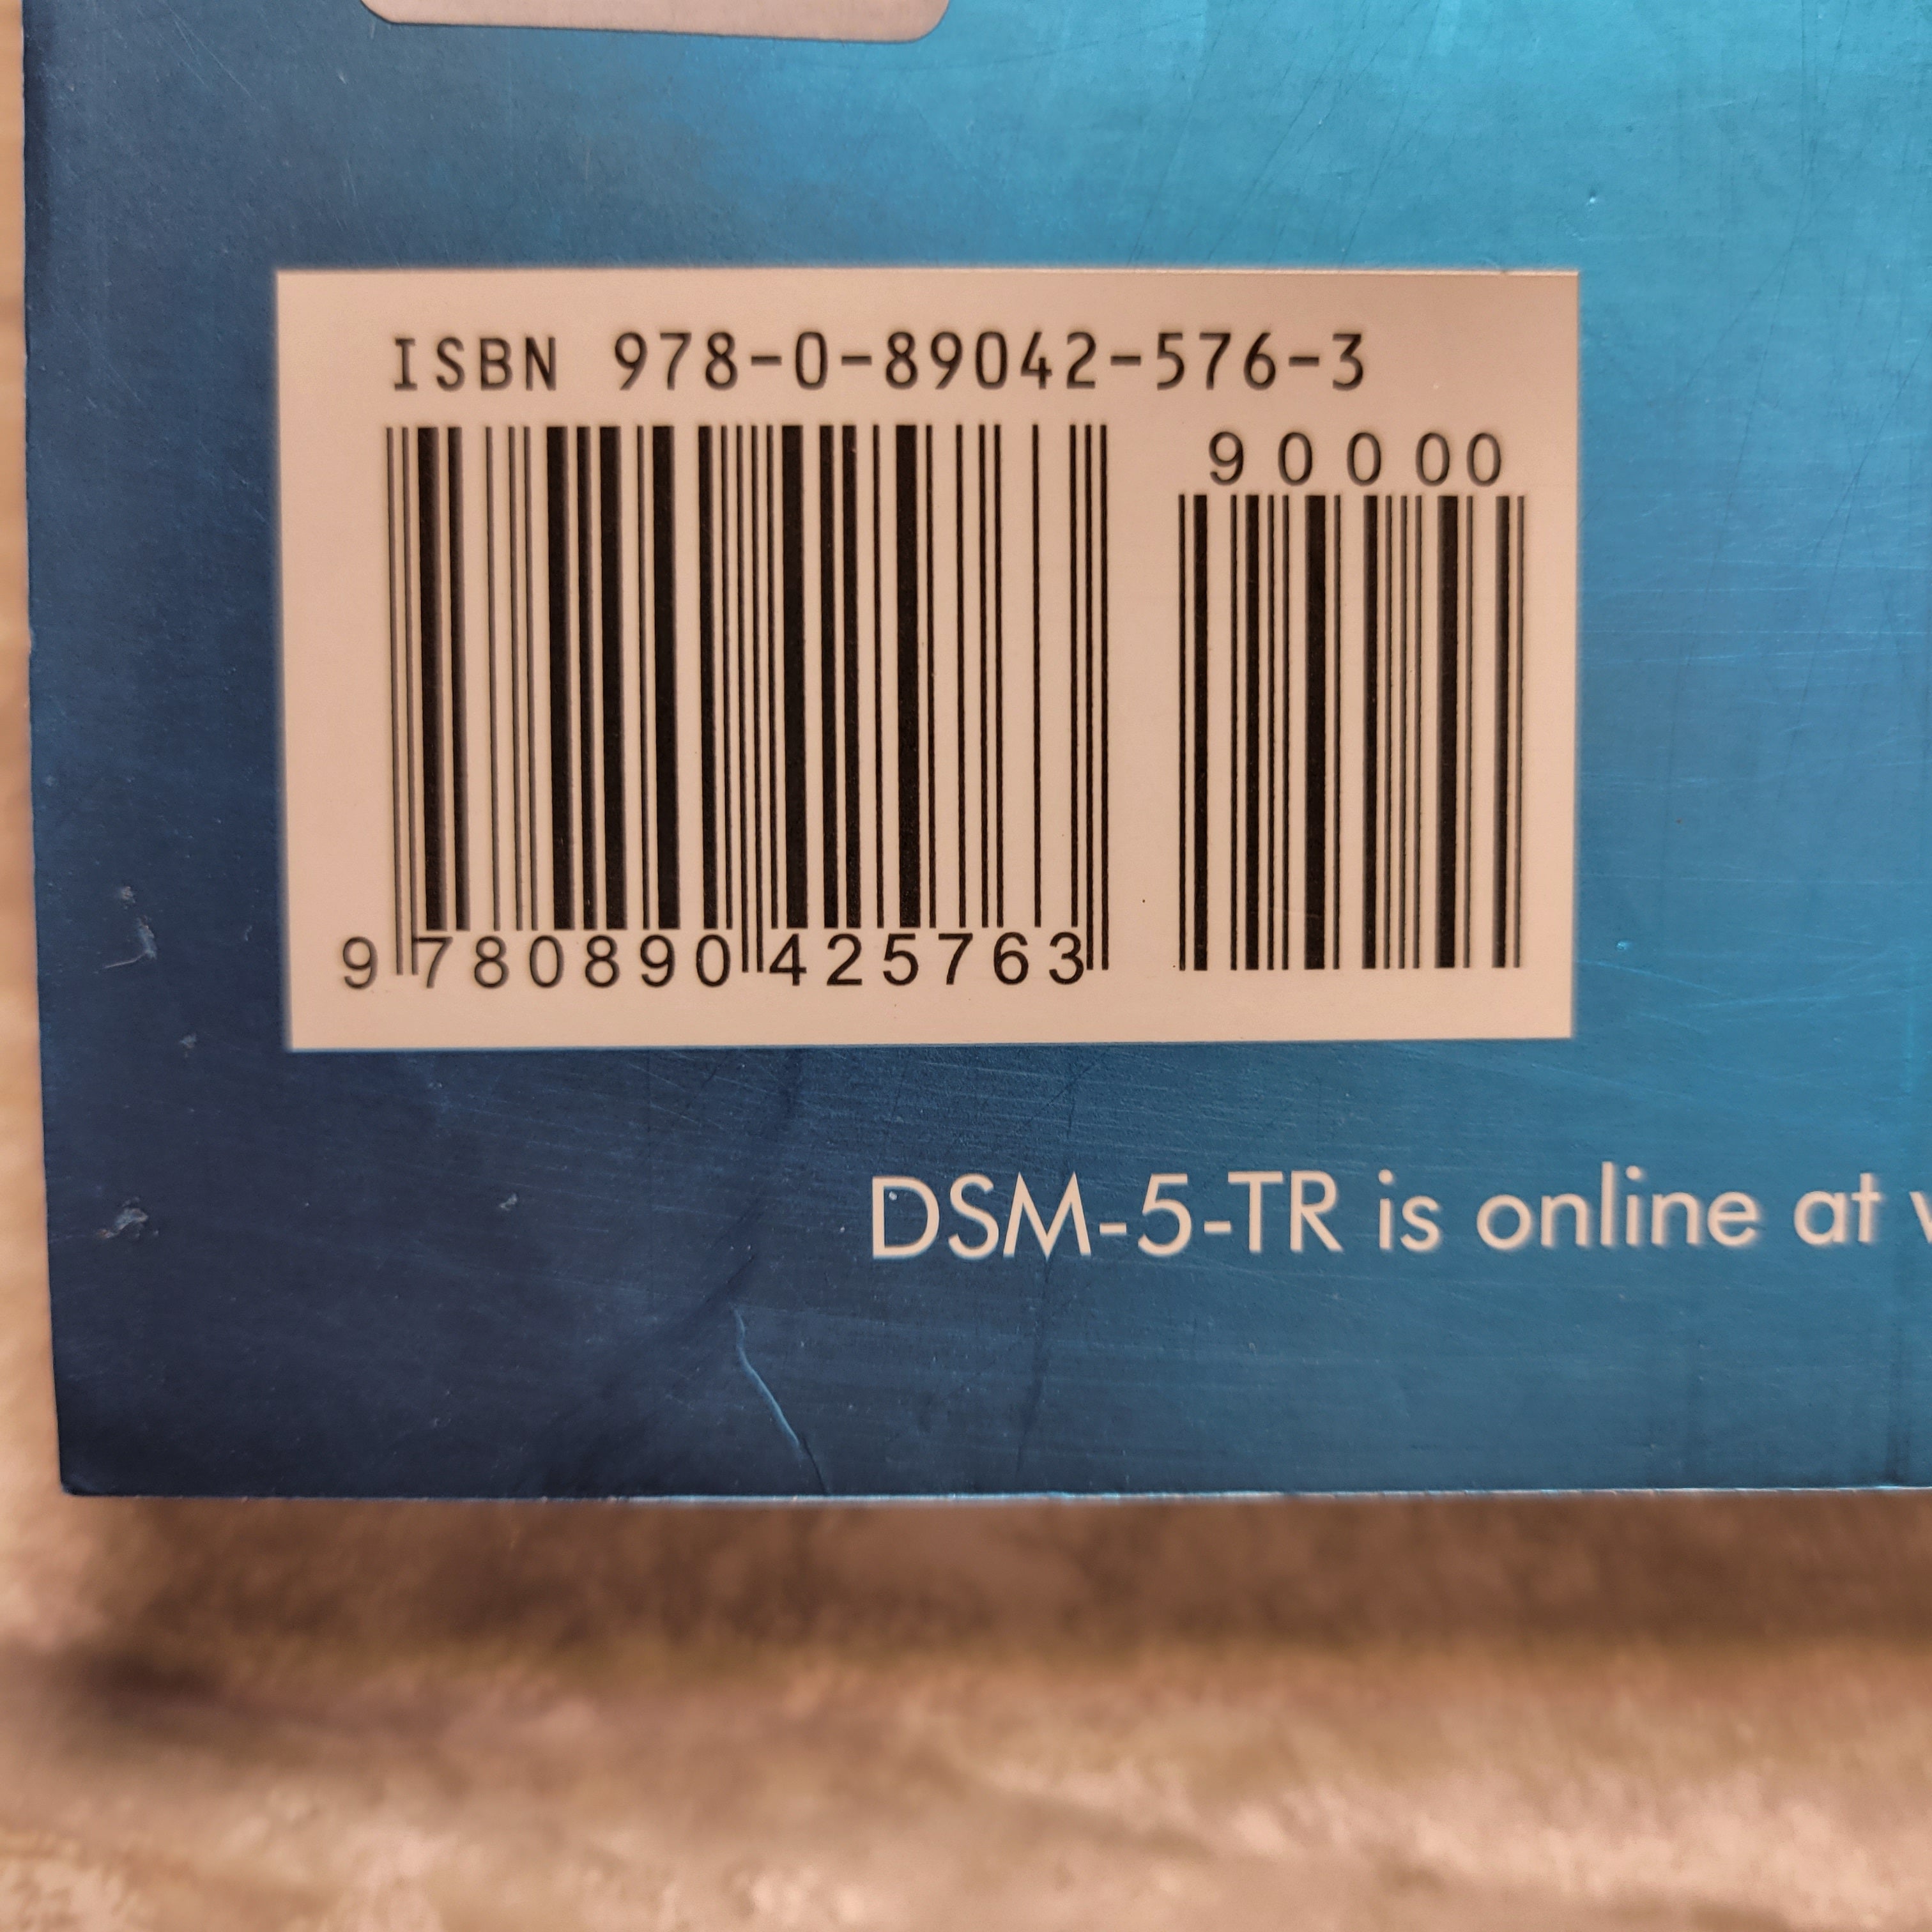 ISBN 978-0-89042-576-3
90000
9 780890 425763
DSM-5-TR is online at